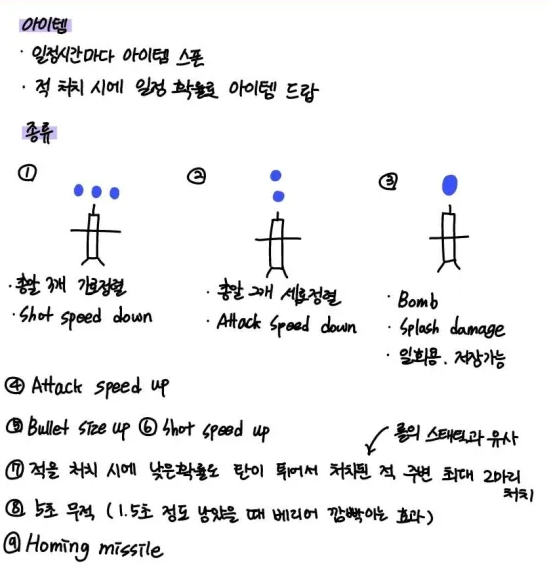 아이템
· 일정시간마다 아이템 스폰
· 적 처치 시에 일정 확률로 아이템 드랍
종류
① ② ③
· 총알 3개 가로정렬
· Shot speed down
· 총알 2개 세로정렬
· Attack speed down
· Bomb
· Splash damage
· 일회용. 저장가능
④ Attack speed up
⑤ Bullet size up ⑥ Shot speed up
롤의 스태틱과 유사
⑦ 적을 처치 시에 낮은확률로 탄이 튀어서 처치된 적 주변 최대 2마리
처치
⑧ 5초 무적 (1.5초 정도 남았을 때 베리어 깜빡이는 효과)
⑨ Homing missile